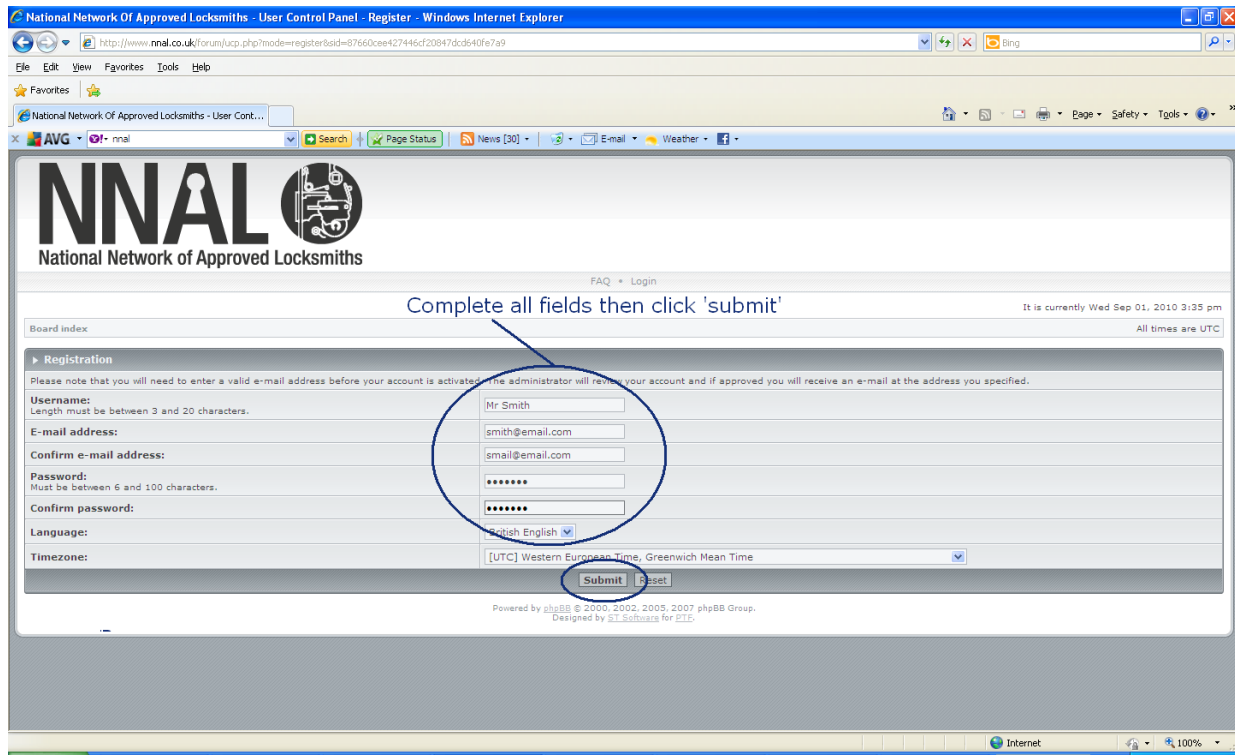 National Network Of Approved Locksmiths - User Control Panel - Register - Windows Internet Explorer
http://www.nnal.co.uk/forum/ucp.php?mode=register&sid=87660cee427446cf20847dcd640fe7a9
Bing
File Edit View Favorites Tools Help
Favorites
National Network Of Approved Locksmiths - User Cont...
Page Safety Tools
AVG nnal Search Page Status News [30] E-mail Weather
NNAL
National Network of Approved Locksmiths
FAQ • Login
Complete all fields then click 'submit'
It is currently Wed Sep 01, 2010 3:35 pm
Board index
All times are UTC
Registration
Please note that you will need to enter a valid e-mail address before your account is activated. The administrator will review your account and if approved you will receive an e-mail at the address you specified.
Username:
Length must be between 3 and 20 characters.
Mr Smith
E-mail address:
smith@email.com
Confirm e-mail address:
smail@email.com
Password:
Must be between 6 and 100 characters.
•••••••
Confirm password:
•••••••
Language:
British English
Timezone:
[UTC] Western European Time, Greenwich Mean Time
Submit Reset
Powered by phpBB © 2000, 2002, 2005, 2007 phpBB Group.
Designed by ST Software for PTF.
Internet
100%